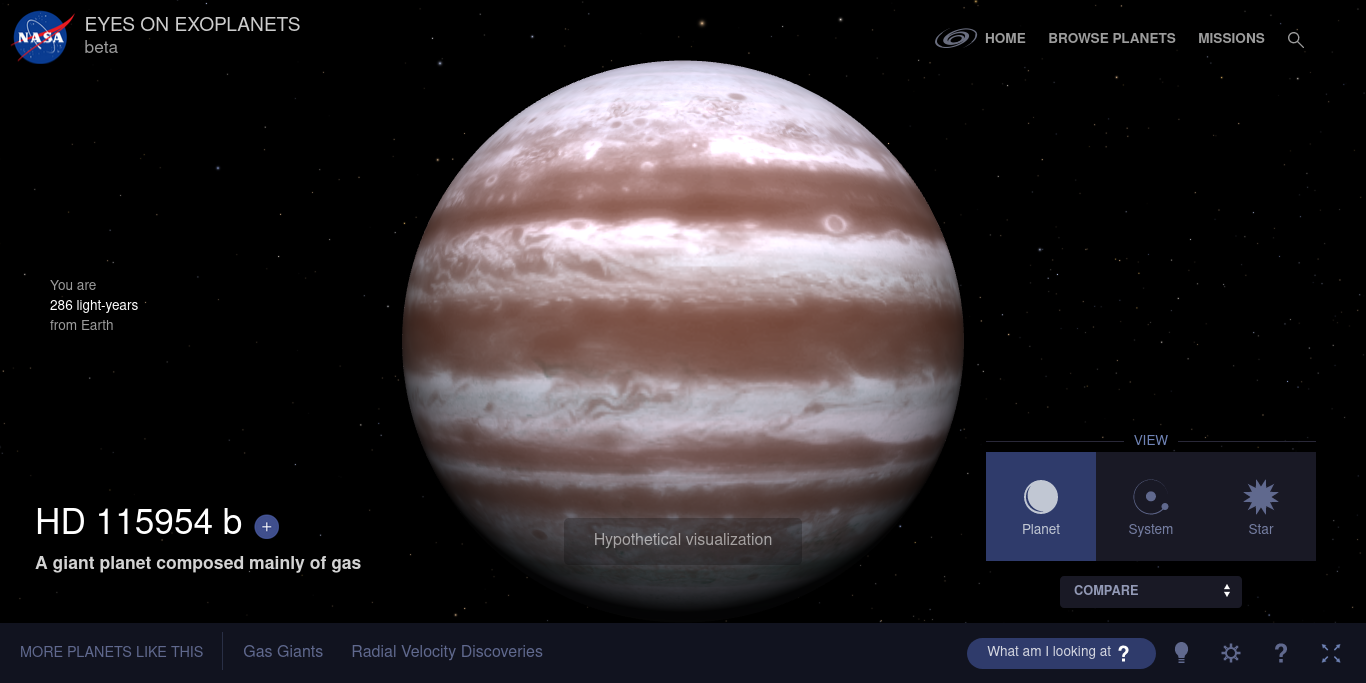 NASA
EYES ON EXOPLANETS
beta
HOME
BROWSE PLANETS
MISSIONS
You are
286 light-years
from Earth
HD 115954 b +
A giant planet composed mainly of gas
Hypothetical visualization
VIEW
Planet
System
Star
COMPARE
MORE PLANETS LIKE THIS
Gas Giants
Radial Velocity Discoveries
What am I looking at ?
?